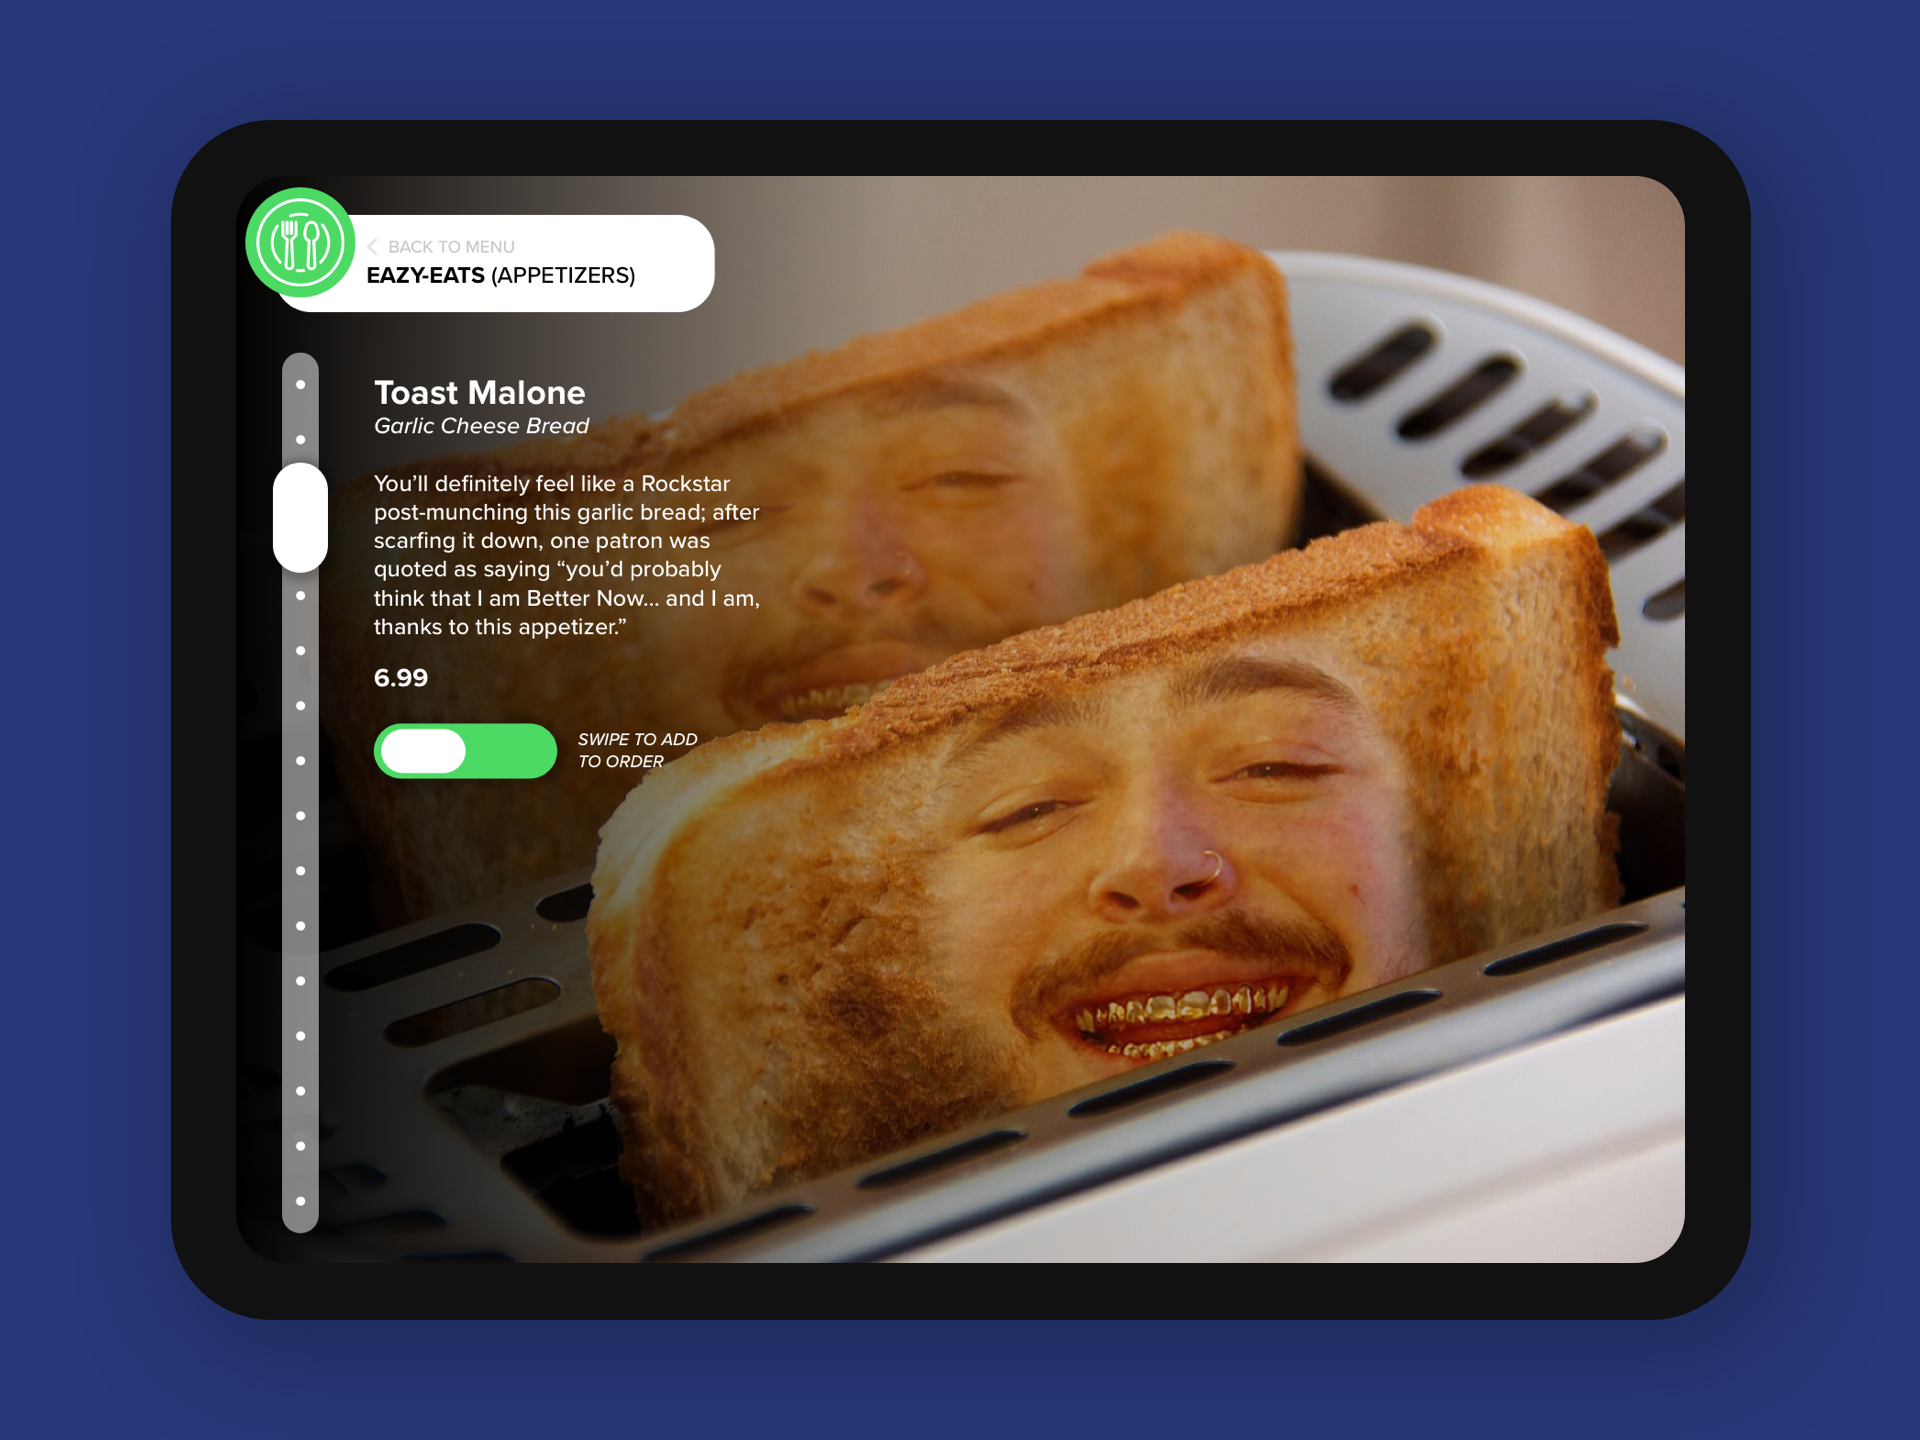 BACK TO MENU
EAZY-EATS (APPETIZERS)
Toast Malone
Garlic Cheese Bread
You’ll definitely feel like a Rockstar
post-munching this garlic bread; after
scarfing it down, one patron was
quoted as saying “you’d probably
think that I am Better Now... and I am,
thanks to this appetizer.”
6.99
SWIPE TO ADD
TO ORDER